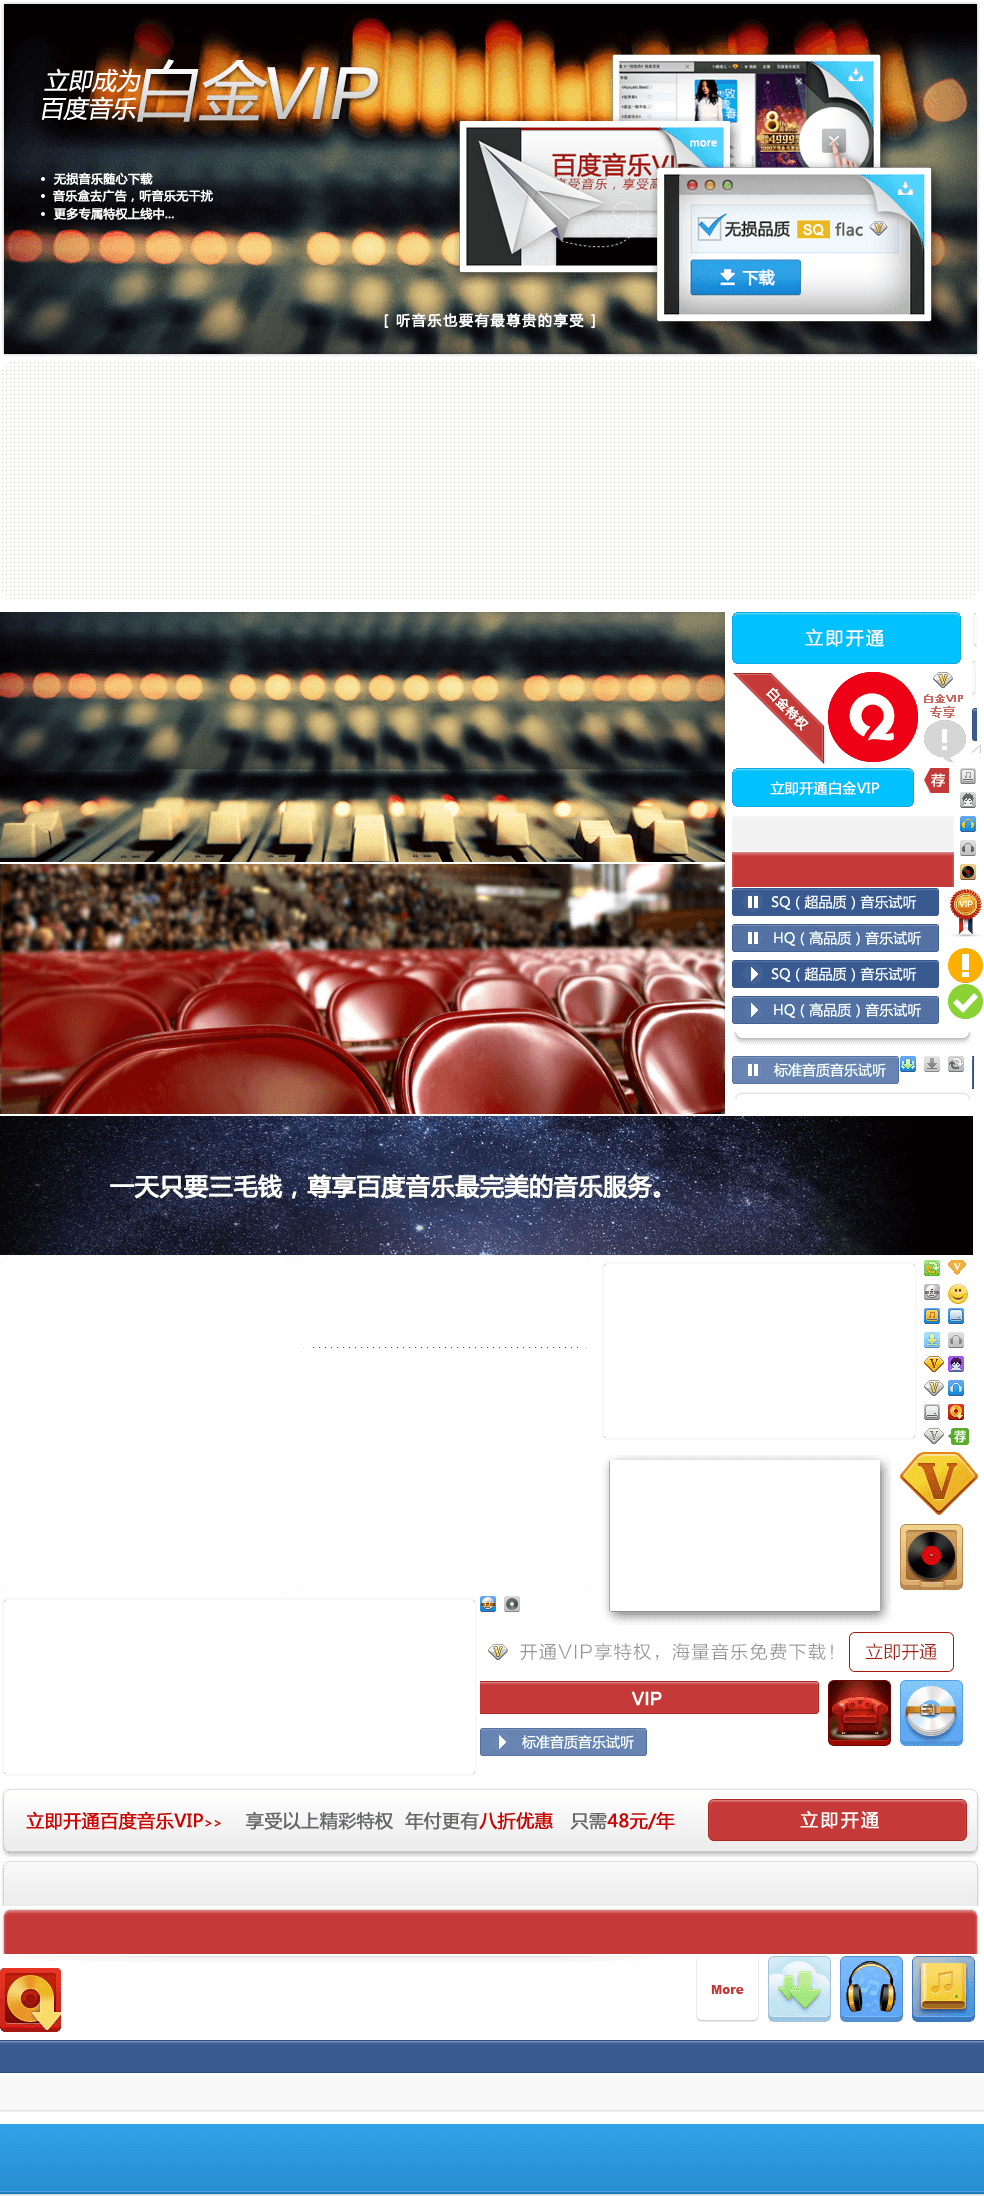 立即成为
百度音乐白金VIP
• 无损音乐随心下载
• 音乐盒去广告，听音乐无干扰
• 更多专属特权上线中...
more
百度音乐VI
享受音乐，享受高
无损品质 SQ flac
下载
[ 听音乐也要有最尊贵的享受 ]
立即开通
白金特权
白金VIP
专享
立即开通白金VIP
荐
SQ（超品质）音乐试听
VIP
HQ（高品质）音乐试听
SQ（超品质）音乐试听
HQ（高品质）音乐试听
标准音质音乐试听
一天只要三毛钱，尊享百度音乐最完美的音乐服务。
V
V
V
V
荐
V
开通VIP享特权，海量音乐免费下载！ 立即开通
VIP
标准音质音乐试听
立即开通百度音乐VIP>> 享受以上精彩特权 年付更有八折优惠 只需48元/年 立即开通
More